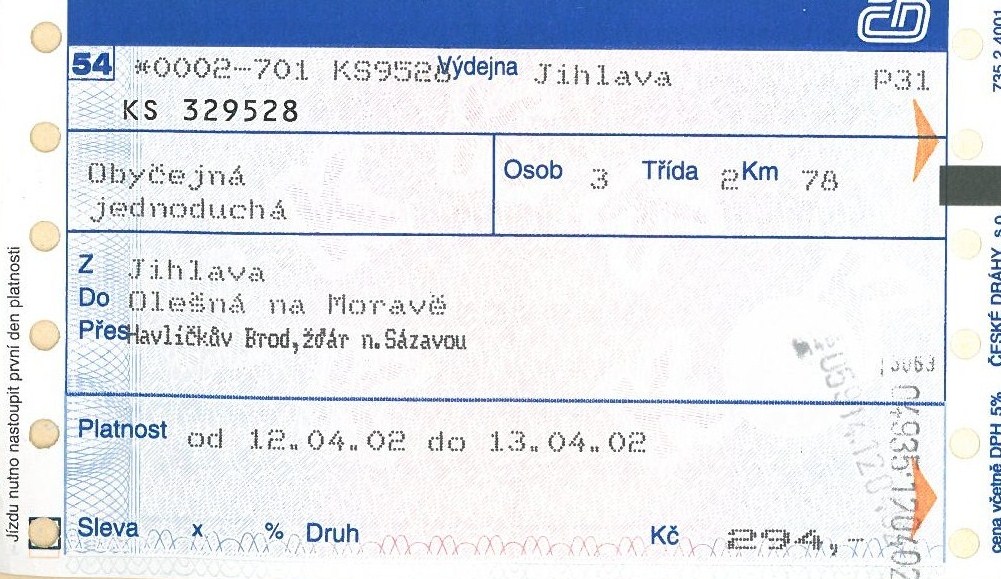 ČD
54 *0002-701 KS9528 Výdejna Jihlava P31
KS 329528
Obyčejná
jednoduchá
Osob 3 Třída 2 Km 78
Z Jihlava
Do Olešná na Moravě
Přes Havlíčkův Brod,žďár n.Sázavou
Platnost od 12.04.02 do 13.04.02
Sleva x % Druh Kč 294,-
Jízdu nutno nastoupit první den platnosti
cena včetně DPH 5% ČESKÉ DRÁHY s.o. 735 2 4001